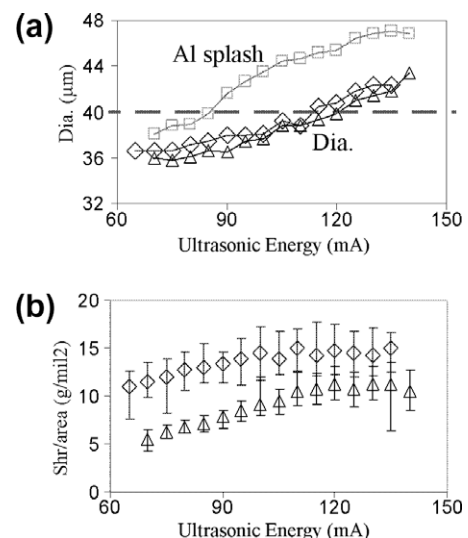 (a)
48
44
40
36
32
Dia. (µm)
Al splash
Dia.
60
90
120
150
Ultrasonic Energy (mA)
(b)
20
15
10
5
0
Shr/area (g/mil2)
60
90
120
150
Ultrasonic Energy (mA)